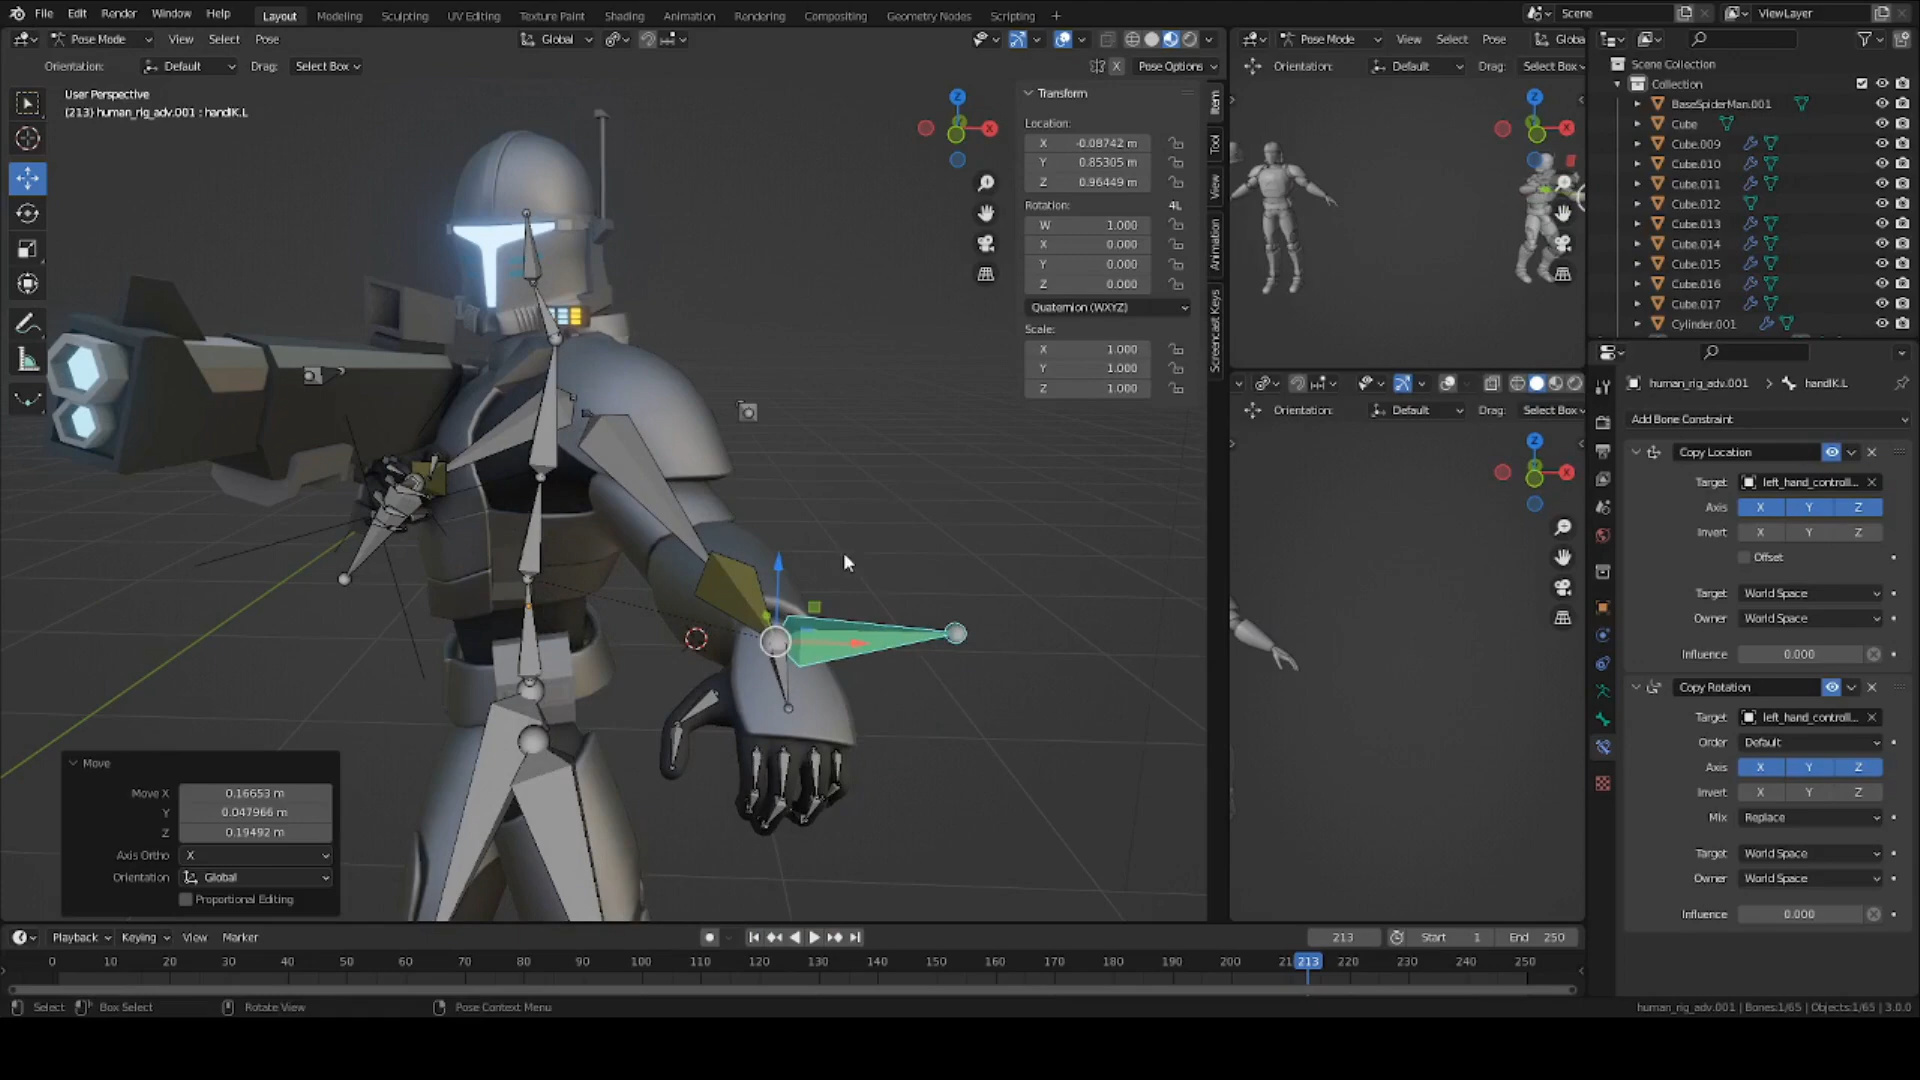 File Edit Render Window Help Layout Modeling Sculpting UV Editing Texture Paint Shading Animation Rendering Compositing Geometry Nodes Scripting + Scene ViewLayer
Pose Mode View Select Pose Global
Orientation: Default Drag: Select Box X Pose Options
User Perspective
(213) human_rig_adv.001 : handIK.L
Transform
Location:
X -0.08742 m
Y 0.85305 m
Z 0.96449 m
Rotation: 4L
W 1.000
X 0.000
Y 0.000
Z 0.000
Quaternion (WXYZ)
Scale:
X 1.000
Y 1.000
Z 1.000
Item
Tool
View
Animation
Screencast Keys
Z
X
Move
Move X 0.16653 m
Y 0.047966 m
Z 0.19492 m
Axis Ortho X
Orientation Global
Proportional Editing
Pose Mode View Select Pose Globa
Orientation: Default Drag: Select Box
Z
X
Orientation: Default Drag: Select Box
Z
X
Scene Collection
Collection
BaseSpiderMan.001
Cube
Cube.009
Cube.010
Cube.011
Cube.012
Cube.013
Cube.014
Cube.015
Cube.016
Cube.017
Cylinder.001
human_rig_adv.001 > handIK.L
Add Bone Constraint
Copy Location
Target left_hand_controll...
Axis X Y Z
Invert X Y Z
Offset
Target World Space
Owner World Space
Influence 0.000
Copy Rotation
Target left_hand_controll...
Order Default
Axis X Y Z
Invert X Y Z
Mix Replace
Target World Space
Owner World Space
Influence 0.000
Playback Keying View Marker 213 Start 1 End 250
0 10 20 30 40 50 60 70 80 90 100 110 120 130 140 150 160 170 180 190 200 21 213 220 230 240 250
Select Box Select Rotate View Pose Context Menu human_rig_adv.001 | Bones:1/65 | Objects:1/65 | 3.0.0